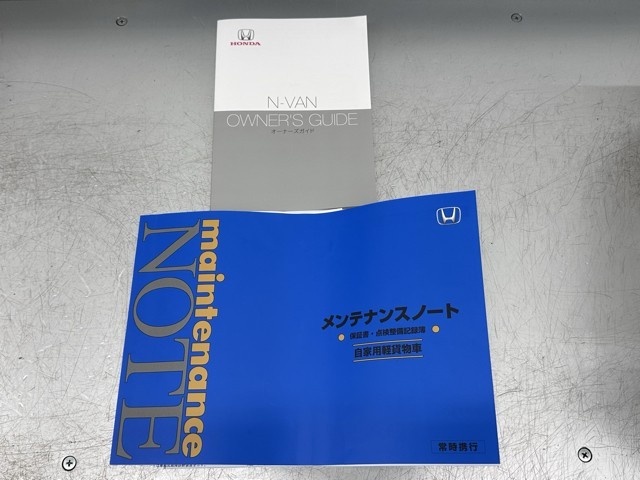 HONDA
N-VAN
OWNER'S GUIDE
オーナーズガイド
maintenance
NOTE
メンテナンスノート
保証書・点検整備記録簿
自家用軽貨物車
常時携行